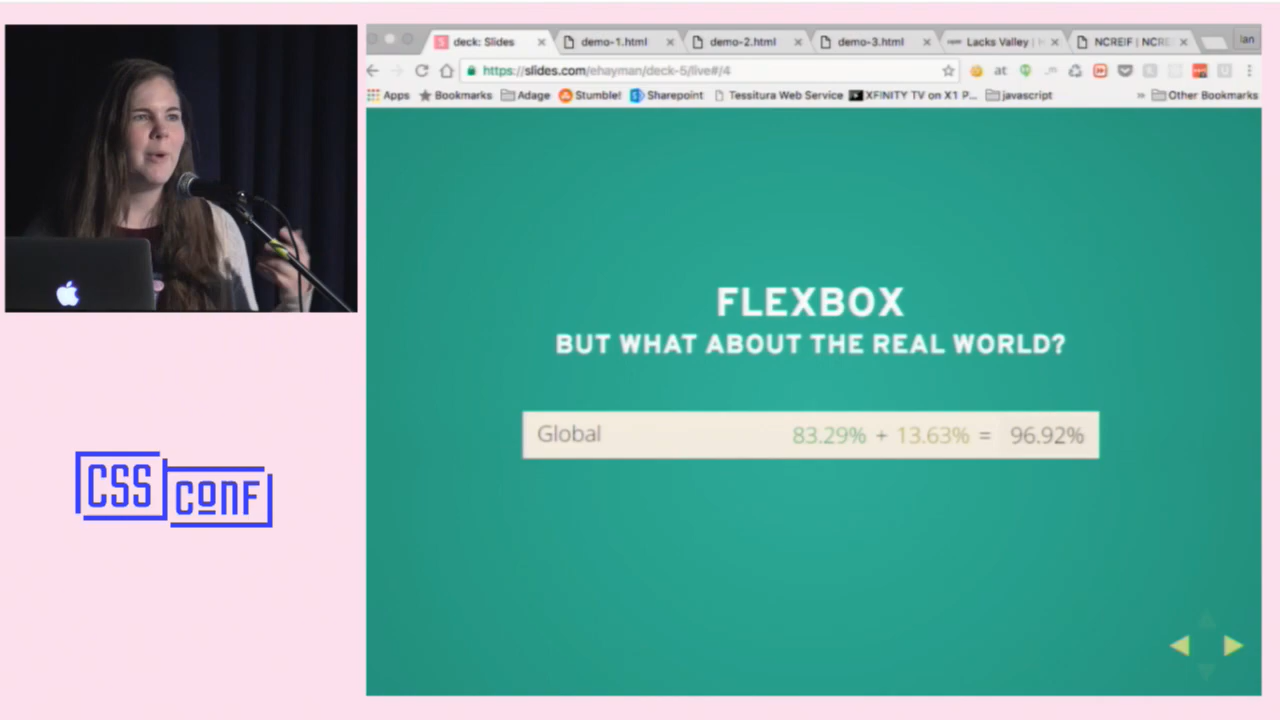 deck: Slides
demo-1.html
demo-2.html
demo-3.html
Lacks Valley |
NCREIF | NCRE
Ian
https://slides.com/ehayman/deck-5/live#/4
at
Apps
Bookmarks
Adage
Stumble!
Sharepoint
Tessitura Web Service
XFINITY TV on X1 P...
javascript
» Other Bookmarks
FLEXBOX
BUT WHAT ABOUT THE REAL WORLD?
Global 83.29% + 13.63% = 96.92%
CSS
CONF